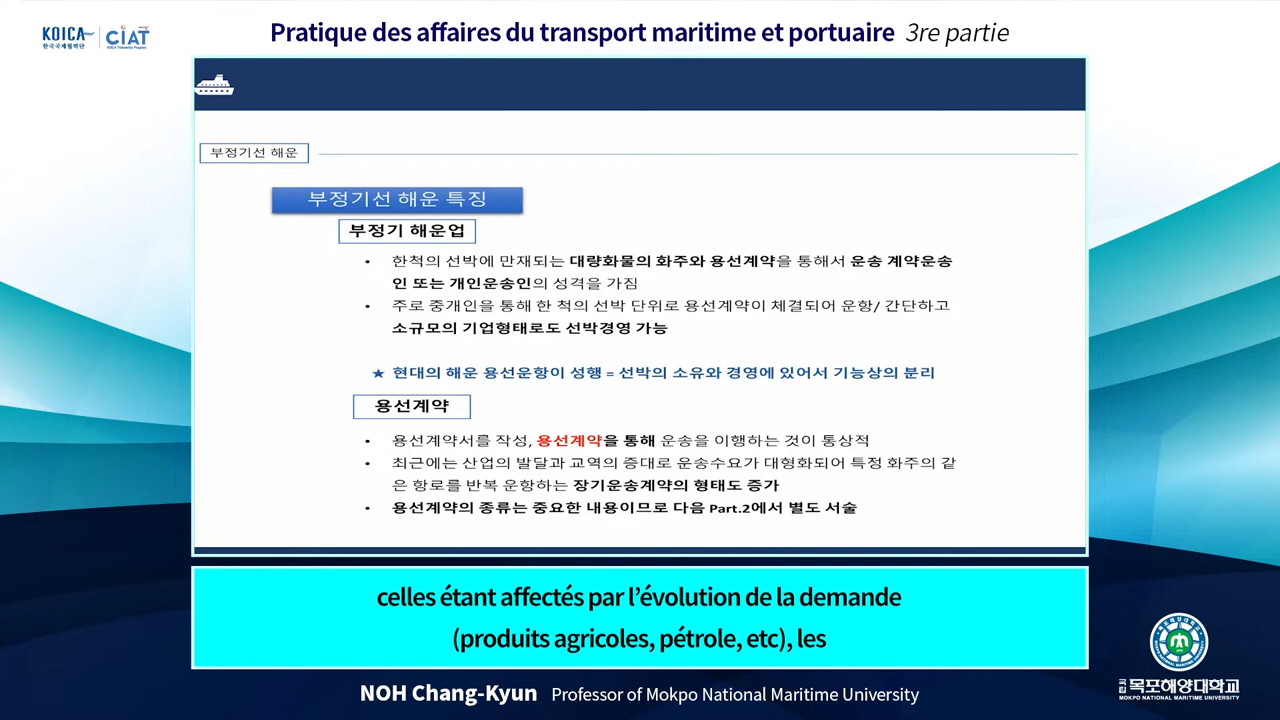 KOICA
한국국제협력단
CIAT
KOICA Fellowship Program
Pratique des affaires du transport maritime et portuaire 3re partie
부정기선 해운
부정기선 해운 특징
부정기 해운업
• 한척의 선박에 만재되는 대량화물의 화주와 용선계약을 통해서 운송 계약운송
인 또는 개인운송인의 성격을 가짐
• 주로 중개인을 통해 한 척의 선박 단위로 용선계약이 체결되어 운항/ 간단하고
소규모의 기업형태로도 선박경영 가능
★ 현대의 해운 용선운항이 성행 = 선박의 소유와 경영에 있어서 기능상의 분리
용선계약
• 용선계약서를 작성, 용선계약을 통해 운송을 이행하는 것이 통상적
• 최근에는 산업의 발달과 교역의 증대로 운송수요가 대형화되어 특정 화주의 같
은 항로를 반복 운항하는 장기운송계약의 형태도 증가
• 용선계약의 종류는 중요한 내용이므로 다음 Part.2에서 별도 서술
celles étant affectés par l’évolution de la demande
(produits agricoles, pétrole, etc), les
NOH Chang-Kyun Professor of Mokpo National Maritime University
국립 목포해양대학교
MOKPO NATIONAL MARITIME UNIVERSITY